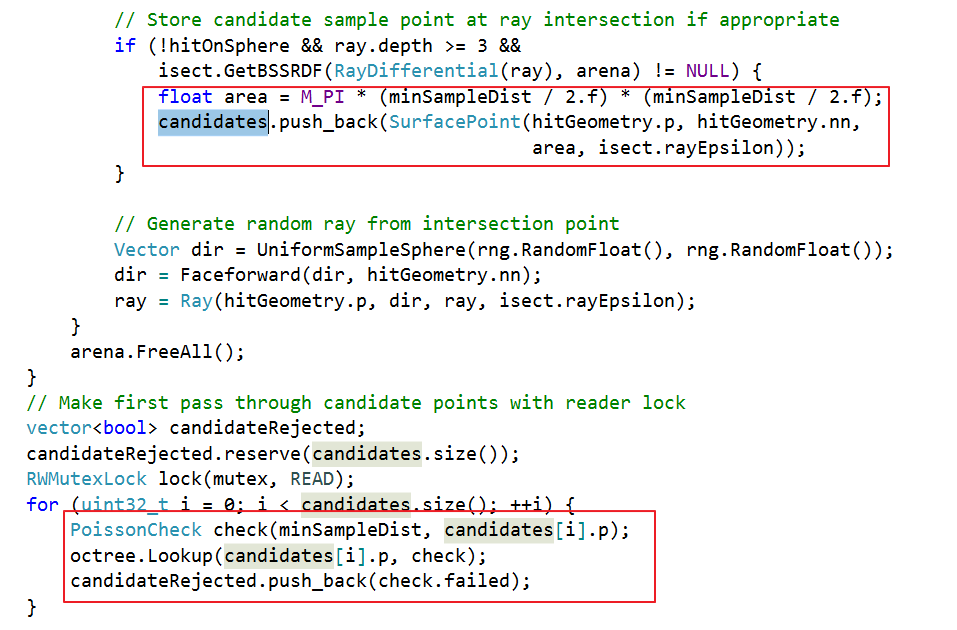 // Store candidate sample point at ray intersection if appropriate
if (!hitOnSphere && ray.depth >= 3 &&
isect.GetBSSRDF(RayDifferential(ray), arena) != NULL) {
float area = M_PI * (minSampleDist / 2.f) * (minSampleDist / 2.f);
candidates.push_back(SurfacePoint(hitGeometry.p, hitGeometry.nn,
area, isect.rayEpsilon));
}
// Generate random ray from intersection point
Vector dir = UniformSampleSphere(rng.RandomFloat(), rng.RandomFloat());
dir = Faceforward(dir, hitGeometry.nn);
ray = Ray(hitGeometry.p, dir, ray, isect.rayEpsilon);
}
arena.FreeAll();
}
// Make first pass through candidate points with reader lock
vector<bool> candidateRejected;
candidateRejected.reserve(candidates.size());
RWMutexLock lock(mutex, READ);
for (uint32_t i = 0; i < candidates.size(); ++i) {
PoissonCheck check(minSampleDist, candidates[i].p);
octree.Lookup(candidates[i].p, check);
candidateRejected.push_back(check.failed);
}